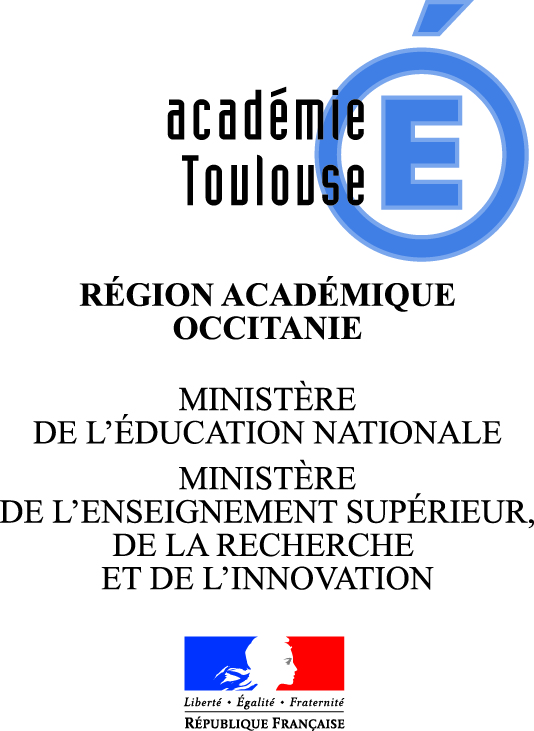 académie
Toulouse
É
RÉGION ACADÉMIQUE
OCCITANIE
MINISTÈRE
DE L’ÉDUCATION NATIONALE
MINISTÈRE
DE L’ENSEIGNEMENT SUPÉRIEUR,
DE LA RECHERCHE
ET DE L’INNOVATION
Liberté • Égalité • Fraternité
RÉPUBLIQUE FRANÇAISE